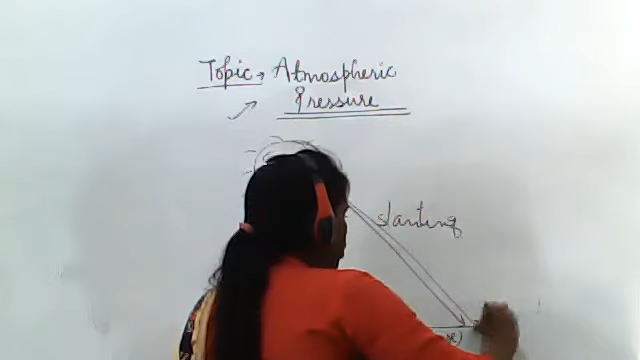 Topic → Atmospheric
Pressure
slanting